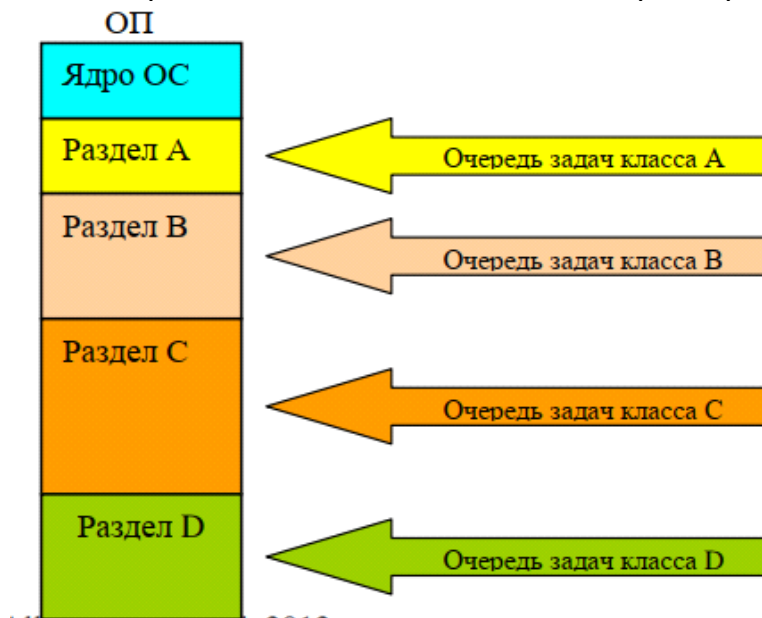 ОП
Ядро ОС
Раздел A
Очередь задач класса A
Раздел B
Очередь задач класса B
Раздел C
Очередь задач класса C
Раздел D
Очередь задач класса D